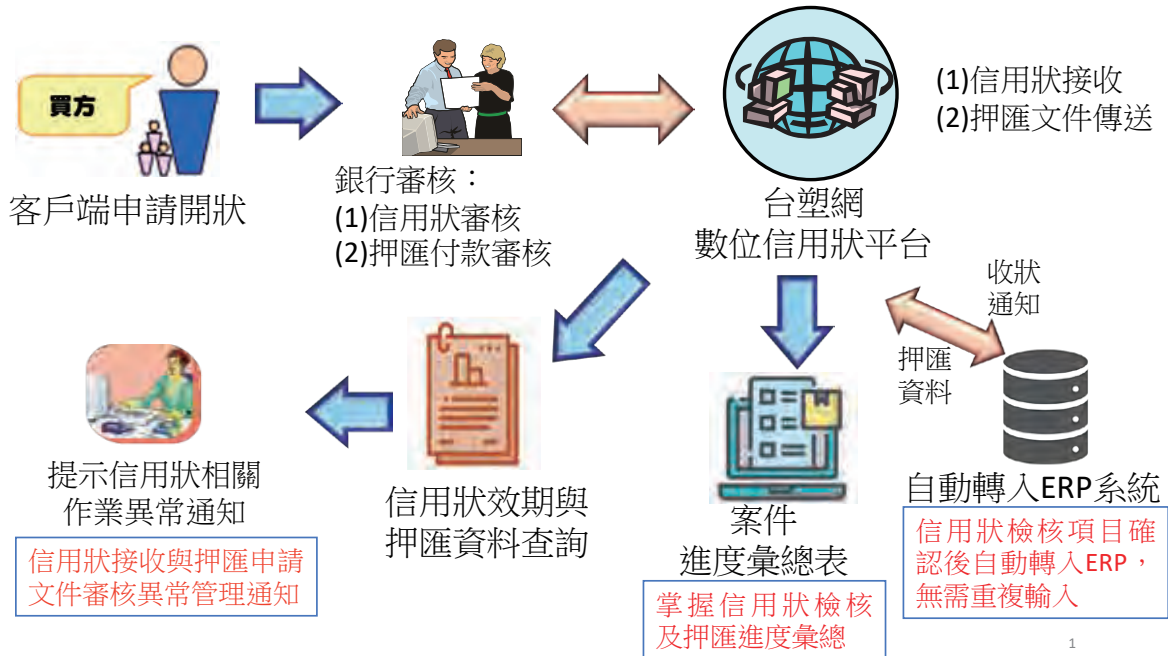 買方
客戶端申請開狀
銀行審核：
(1)信用狀審核
(2)押匯付款審核
台塑網
數位信用狀平台
(1)信用狀接收
(2)押匯文件傳送
收狀
通知
押匯
資料
自動轉入ERP系統
信用狀檢核項目確
認後自動轉入ERP，
無需重複輸入
案件
進度彙總表
掌握信用狀檢核
及押匯進度彙總
信用狀效期與
押匯資料查詢
提示信用狀相關
作業異常通知
信用狀接收與押匯申請
文件審核異常管理通知
1